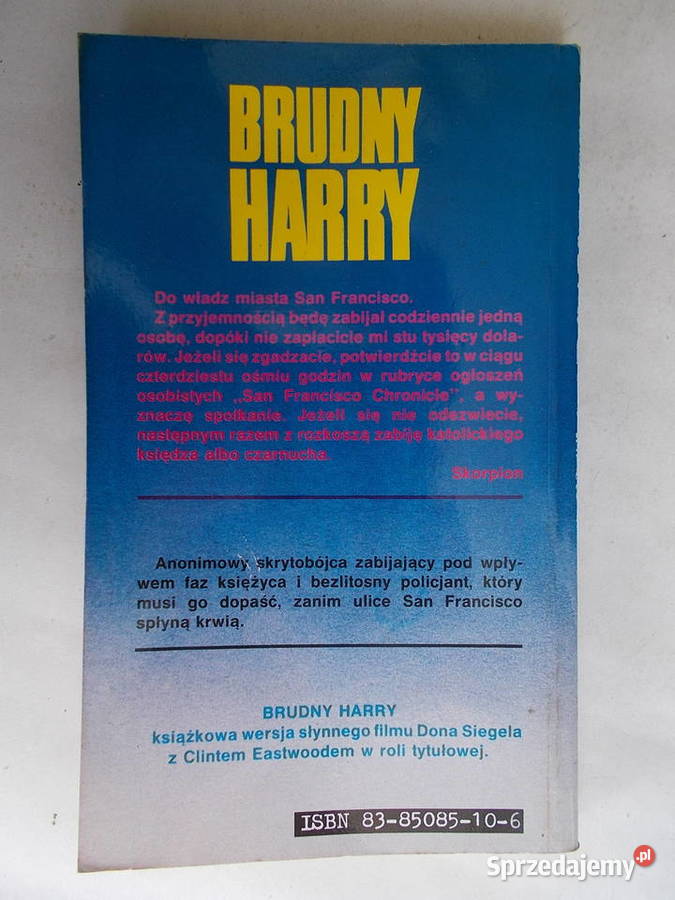 BRUDNY
HARRY
Do władz miasta San Francisco.
Z przyjemnością będę zabijał codziennie jedną
osobę, dopóki nie zapłacicie mi stu tysięcy dola-
rów. Jeżeli się zgadzacie, potwierdźcie to w ciągu
czterdziestu ośmiu godzin w rubryce ogłoszeń
osobistych „San Francisco Chronicle”, a wy-
znaczę spotkanie. Jeżeli się nie odezwiecie,
następnym razem z rozkoszą zabiję katolickiego
księdza albo czarnucha.
Skorpion
Anonimowy skrytobójca zabijający pod wpły-
wem faz księżyca i bezlitosny policjant, który
musi go dopaść, zanim ulice San Francisco
spłyną krwią.
BRUDNY HARRY
książkowa wersja słynnego filmu Dona Siegela
z Clintem Eastwoodem w roli tytułowej.
ISBN 83-85085-10-6
Sprzedajemy.pl